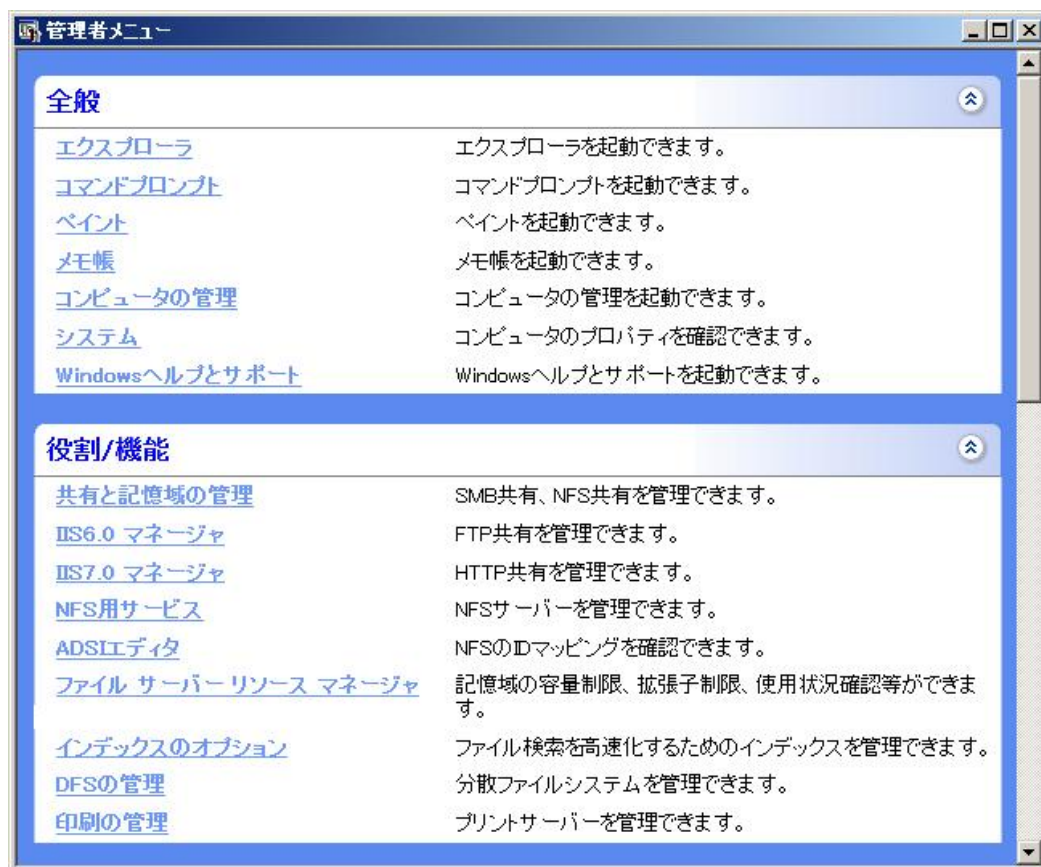 管理者メニュー
全般
エクスプローラ エクスプローラを起動できます。
コマンドプロンプト コマンドプロンプトを起動できます。
ペイント ペイントを起動できます。
メモ帳 メモ帳を起動できます。
コンピュータの管理 コンピュータの管理を起動できます。
システム コンピュータのプロパティを確認できます。
Windowsヘルプとサポート Windowsヘルプとサポートを起動できます。
役割/機能
共有と記憶域の管理 SMB共有、NFS共有を管理できます。
IIS6.0 マネージャ FTP共有を管理できます。
IIS7.0 マネージャ HTTP共有を管理できます。
NFS用サービス NFSサーバーを管理できます。
ADSIエディタ NFSのIDマッピングを確認できます。
ファイル サーバー リソース マネージャ 記憶域の容量制限、拡張子制限、使用状況確認等ができま
す。
インデックスのオプション ファイル検索を高速化するためのインデックスを管理できます。
DFSの管理 分散ファイルシステムを管理できます。
印刷の管理 プリントサーバーを管理できます。